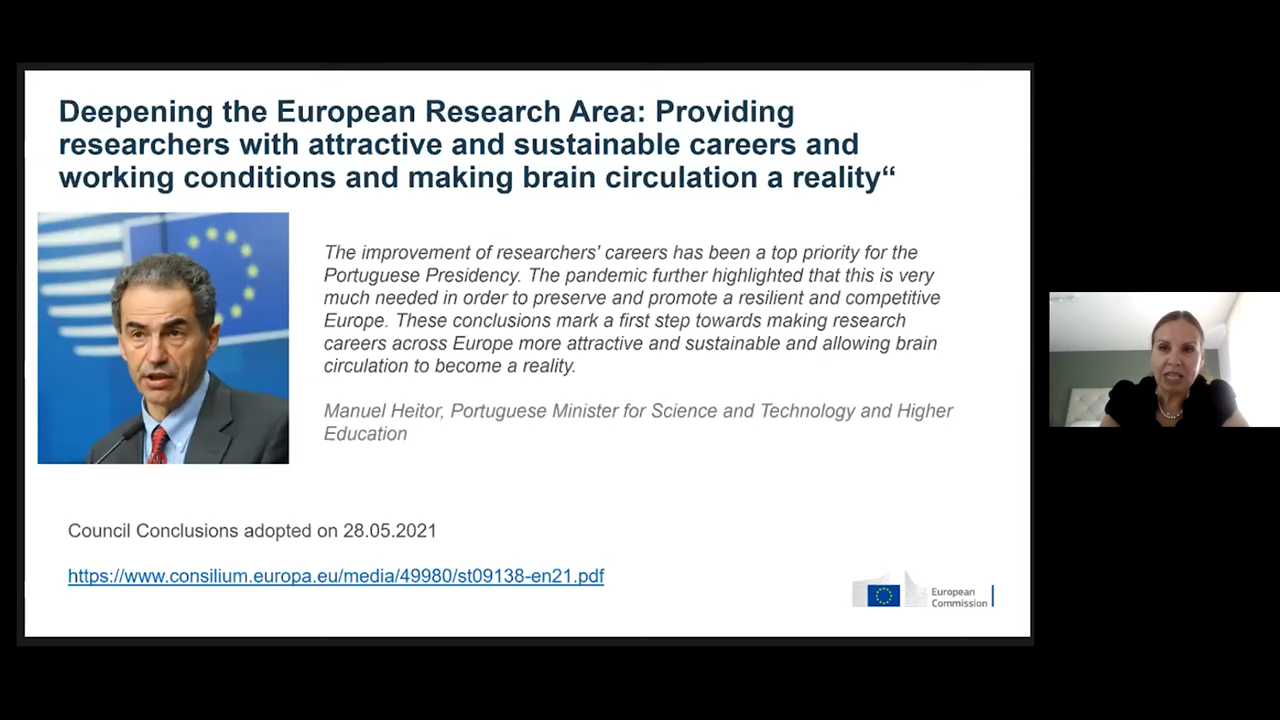 Deepening the European Research Area: Providing
researchers with attractive and sustainable careers and
working conditions and making brain circulation a reality“
The improvement of researchers' careers has been a top priority for the
Portuguese Presidency. The pandemic further highlighted that this is very
much needed in order to preserve and promote a resilient and competitive
Europe. These conclusions mark a first step towards making research
careers across Europe more attractive and sustainable and allowing brain
circulation to become a reality.
Manuel Heitor, Portuguese Minister for Science and Technology and Higher
Education
Council Conclusions adopted on 28.05.2021
https://www.consilium.europa.eu/media/49980/st09138-en21.pdf
European
Commission